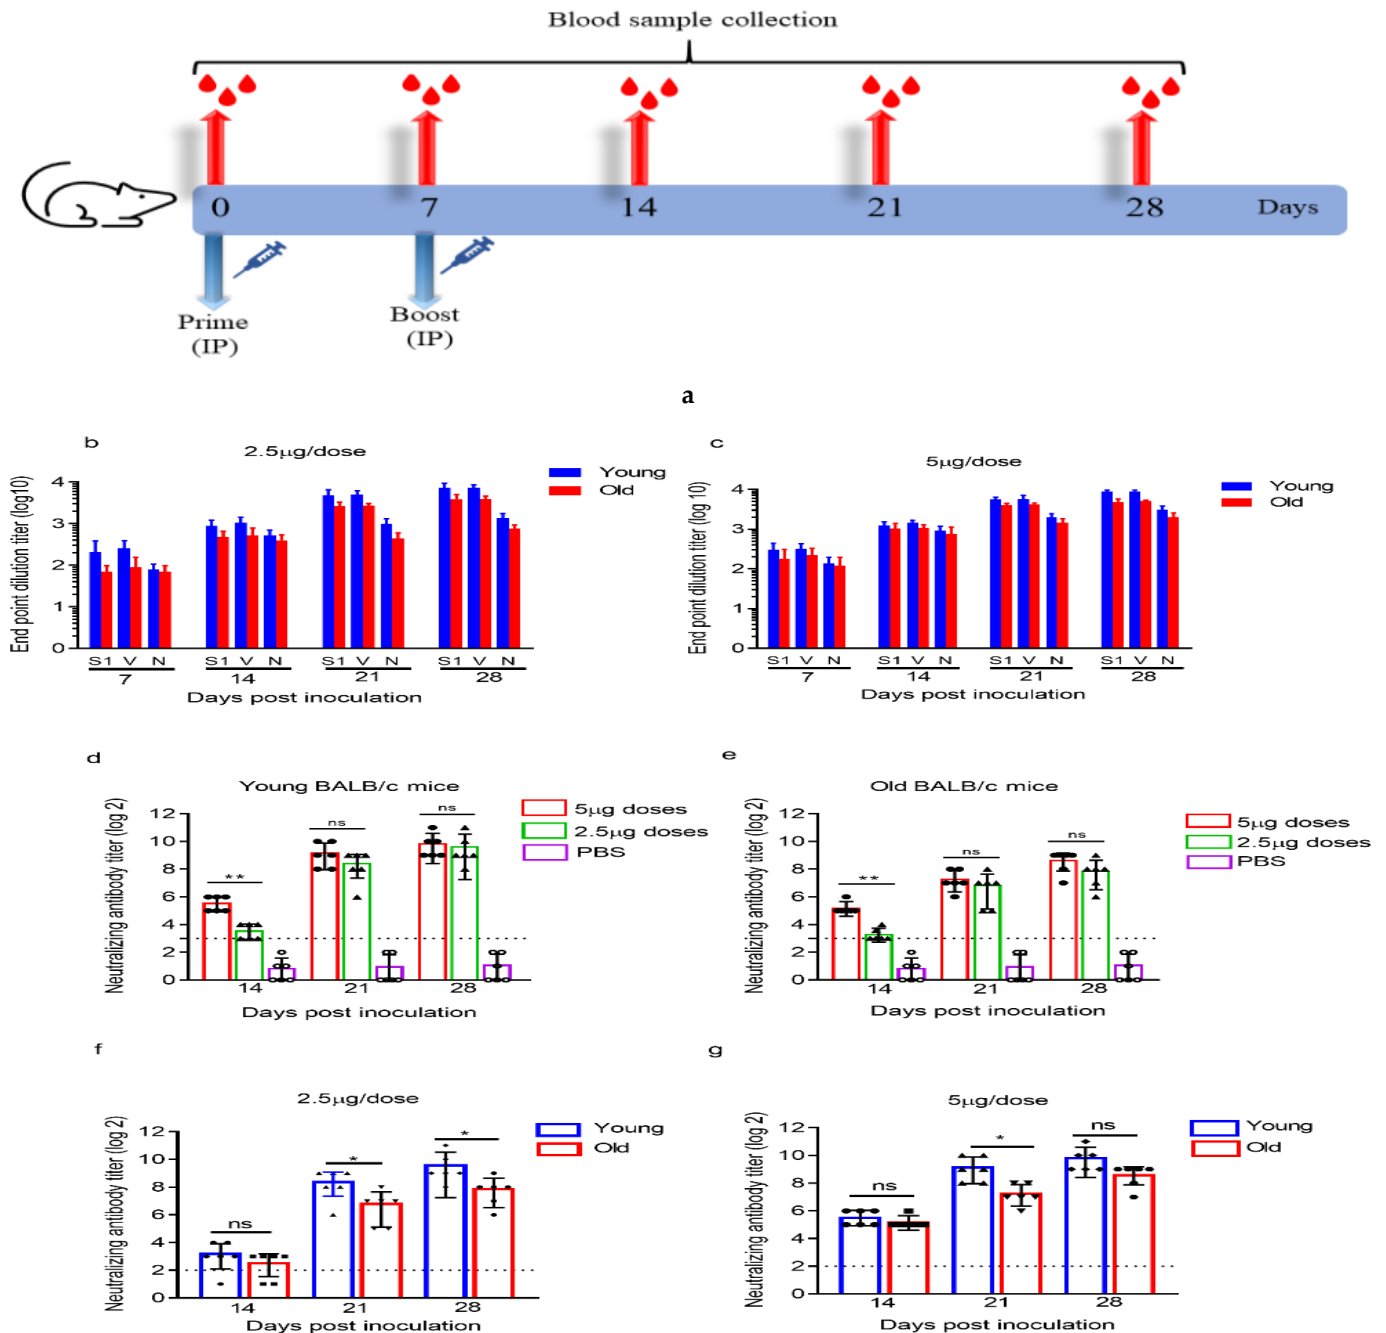 Blood sample collection
0 7 14 21 28 Days
Prime
(IP)
Boost
(IP)
a
b
2.5µg/dose
Young
Old
End point dilution titer (log10)
4
3
2
1
0
S1 V N S1 V N S1 V N S1 V N
7 14 21 28
Days post inoculation
c
5µg/dose
Young
Old
End point dilution titer (log 10)
4
3
2
1
0
S1 V N S1 V N S1 V N S1 V N
7 14 21 28
Days post inoculation
d
Young BALB/c mice
5µg doses
2.5µg doses
PBS
Neutralizing antibody titer (log 2)
12
10
8
6
4
2
0
** ns ns
14 21 28
Days post inoculation
e
Old BALB/c mice
5µg doses
2.5µg doses
PBS
Neutralizing antibody titer (log 2)
12
10
8
6
4
2
0
** ns ns
14 21 28
Days post inoculation
f
2.5µg/dose
Young
Old
Neutralizing antibody titer (log 2)
12
10
8
6
4
2
0
ns * *
14 21 28
Days post inoculation
g
5µg/dose
Young
Old
Neutralizing antibody titer (log 2)
12
10
8
6
4
2
0
ns * ns
14 21 28
Days post inoculation